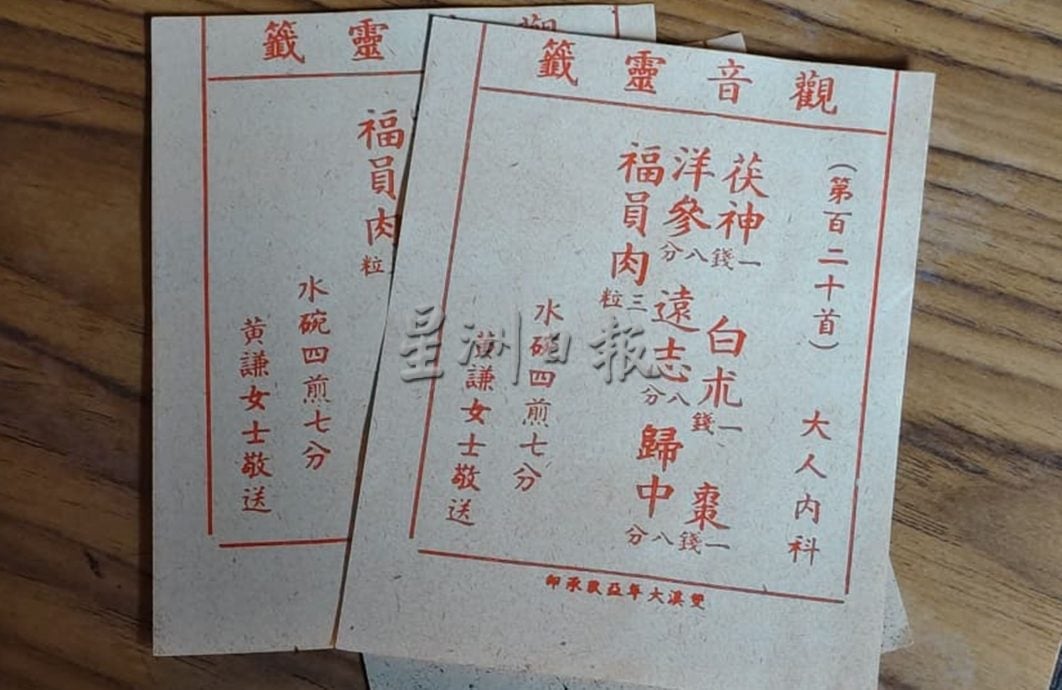 觀音靈籤
(第百二十首) 大人內科
茯神一錢 白朮一錢 棗一錢
洋參八分 遠志八分 歸中八分
福員肉三粒
水碗四煎七分
黃謙女士敬送
雙溪大年亞歐承印
靈籤
福員肉粒
水碗四煎七分
黃謙女士敬送
星洲日報